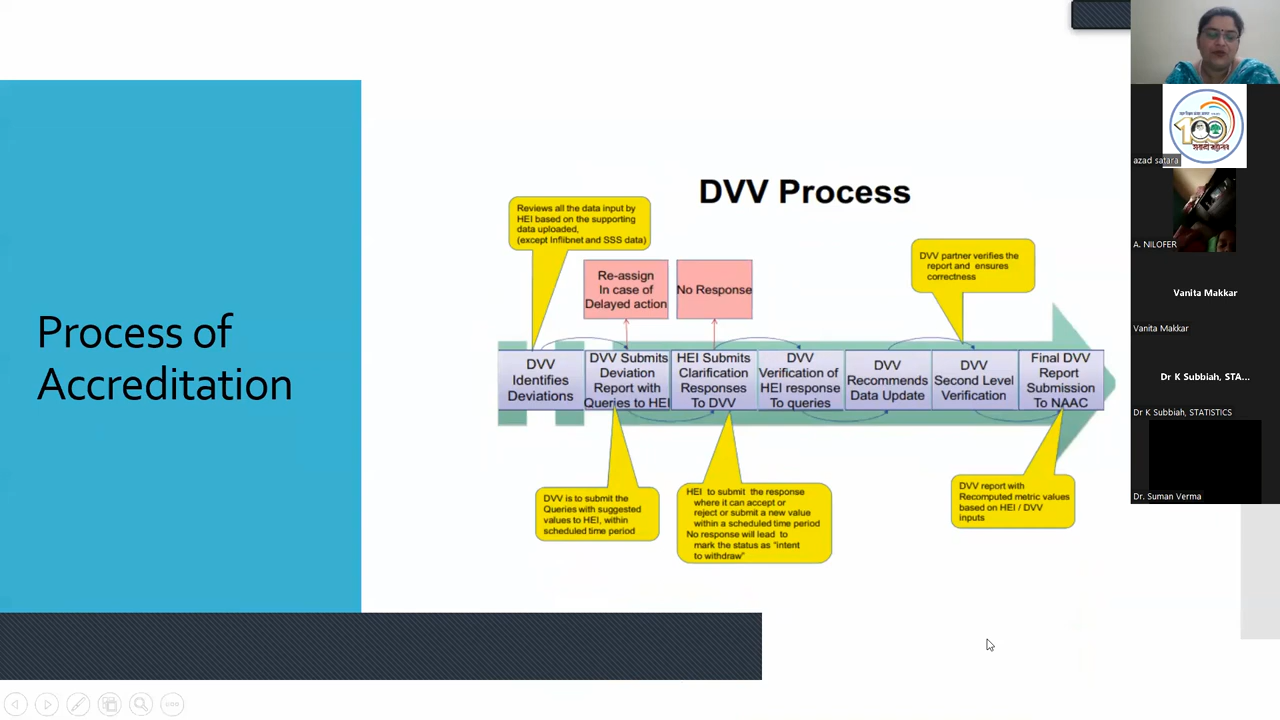 Process of
Accreditation
DVV Process
Reviews all the data input by
HEI based on the supporting
data uploaded,
(except Inflibnet and SSS data)
Re-assign
In case of
Delayed action
No Response
DVV partner verifies the
report and ensures
correctness
DVV
Identifies
Deviations
DVV Submits
Deviation
Report with
Queries to HEI
HEI Submits
Clarification
Responses
To DVV
DVV
Verification of
HEI response
To queries
DVV
Recommends
Data Update
DVV
Second Level
Verification
Final DVV
Report
Submission
To NAAC
DVV is to submit the
Queries with suggested
values to HEI, within
scheduled time period
HEI to submit the response
where it can accept or
reject or submit a new value
within a scheduled time period
No response will lead to
mark the status as "intent
to withdraw"
DVV report with
Recomputed metric values
based on HEI / DVV
inputs
100
azad satara
A. NILOFER
Vanita Makkar
Vanita Makkar
Dr K Subbiah, STA...
Dr K Subbiah, STATISTICS
Dr. Suman Verma